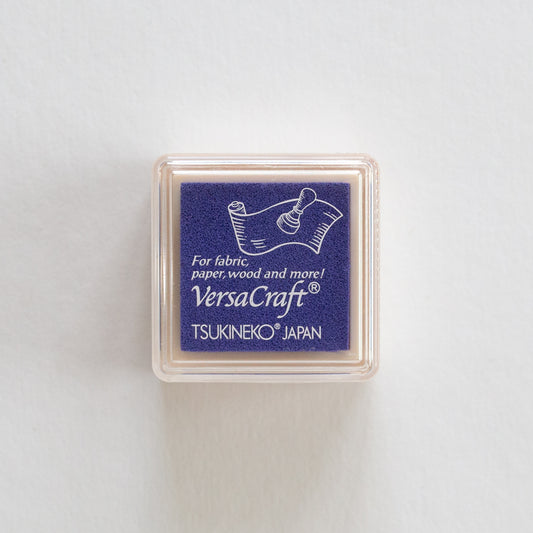 For fabric,
paper, wood and more!
VersaCraft®
TSUKINEKO® JAPAN